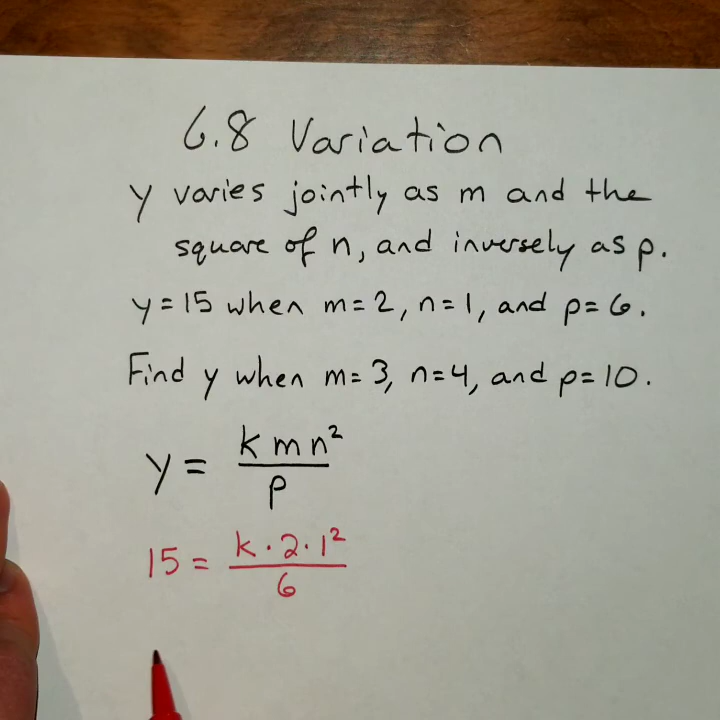 6.8 Variation
y varies jointly as m and the
square of n, and inversely as p.
y = 15 when m = 2, n = 1, and p = 6.
Find y when m = 3, n = 4, and p = 10.
y = k m n² / p
15 = k · 2 · 1² / 6